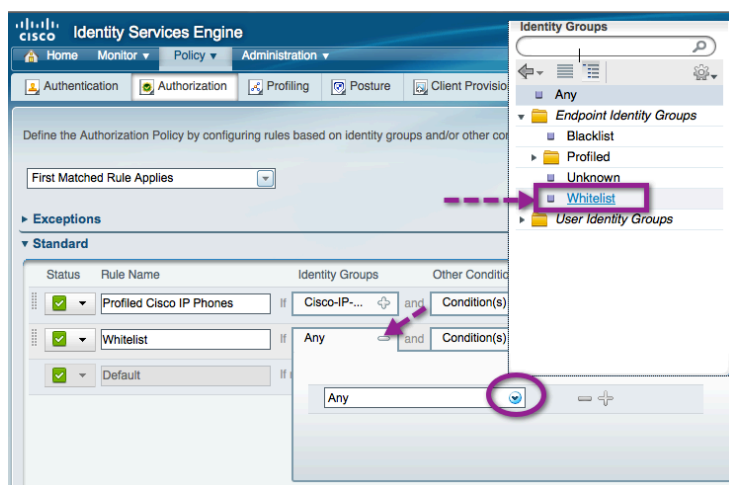 cisco Identity Services Engine
Home Monitor Policy Administration
Authentication Authorization Profiling Posture Client Provisio
Define the Authorization Policy by configuring rules based on identity groups and/or other con
First Matched Rule Applies
Exceptions
Standard
Status Rule Name Identity Groups Other Conditio
Profiled Cisco IP Phones If Cisco-IP-... and Condition(s)
Whitelist If Any and Condition(s)
Default If
Any
Identity Groups
Any
Endpoint Identity Groups
Blacklist
Profiled
Unknown
Whitelist
User Identity Groups